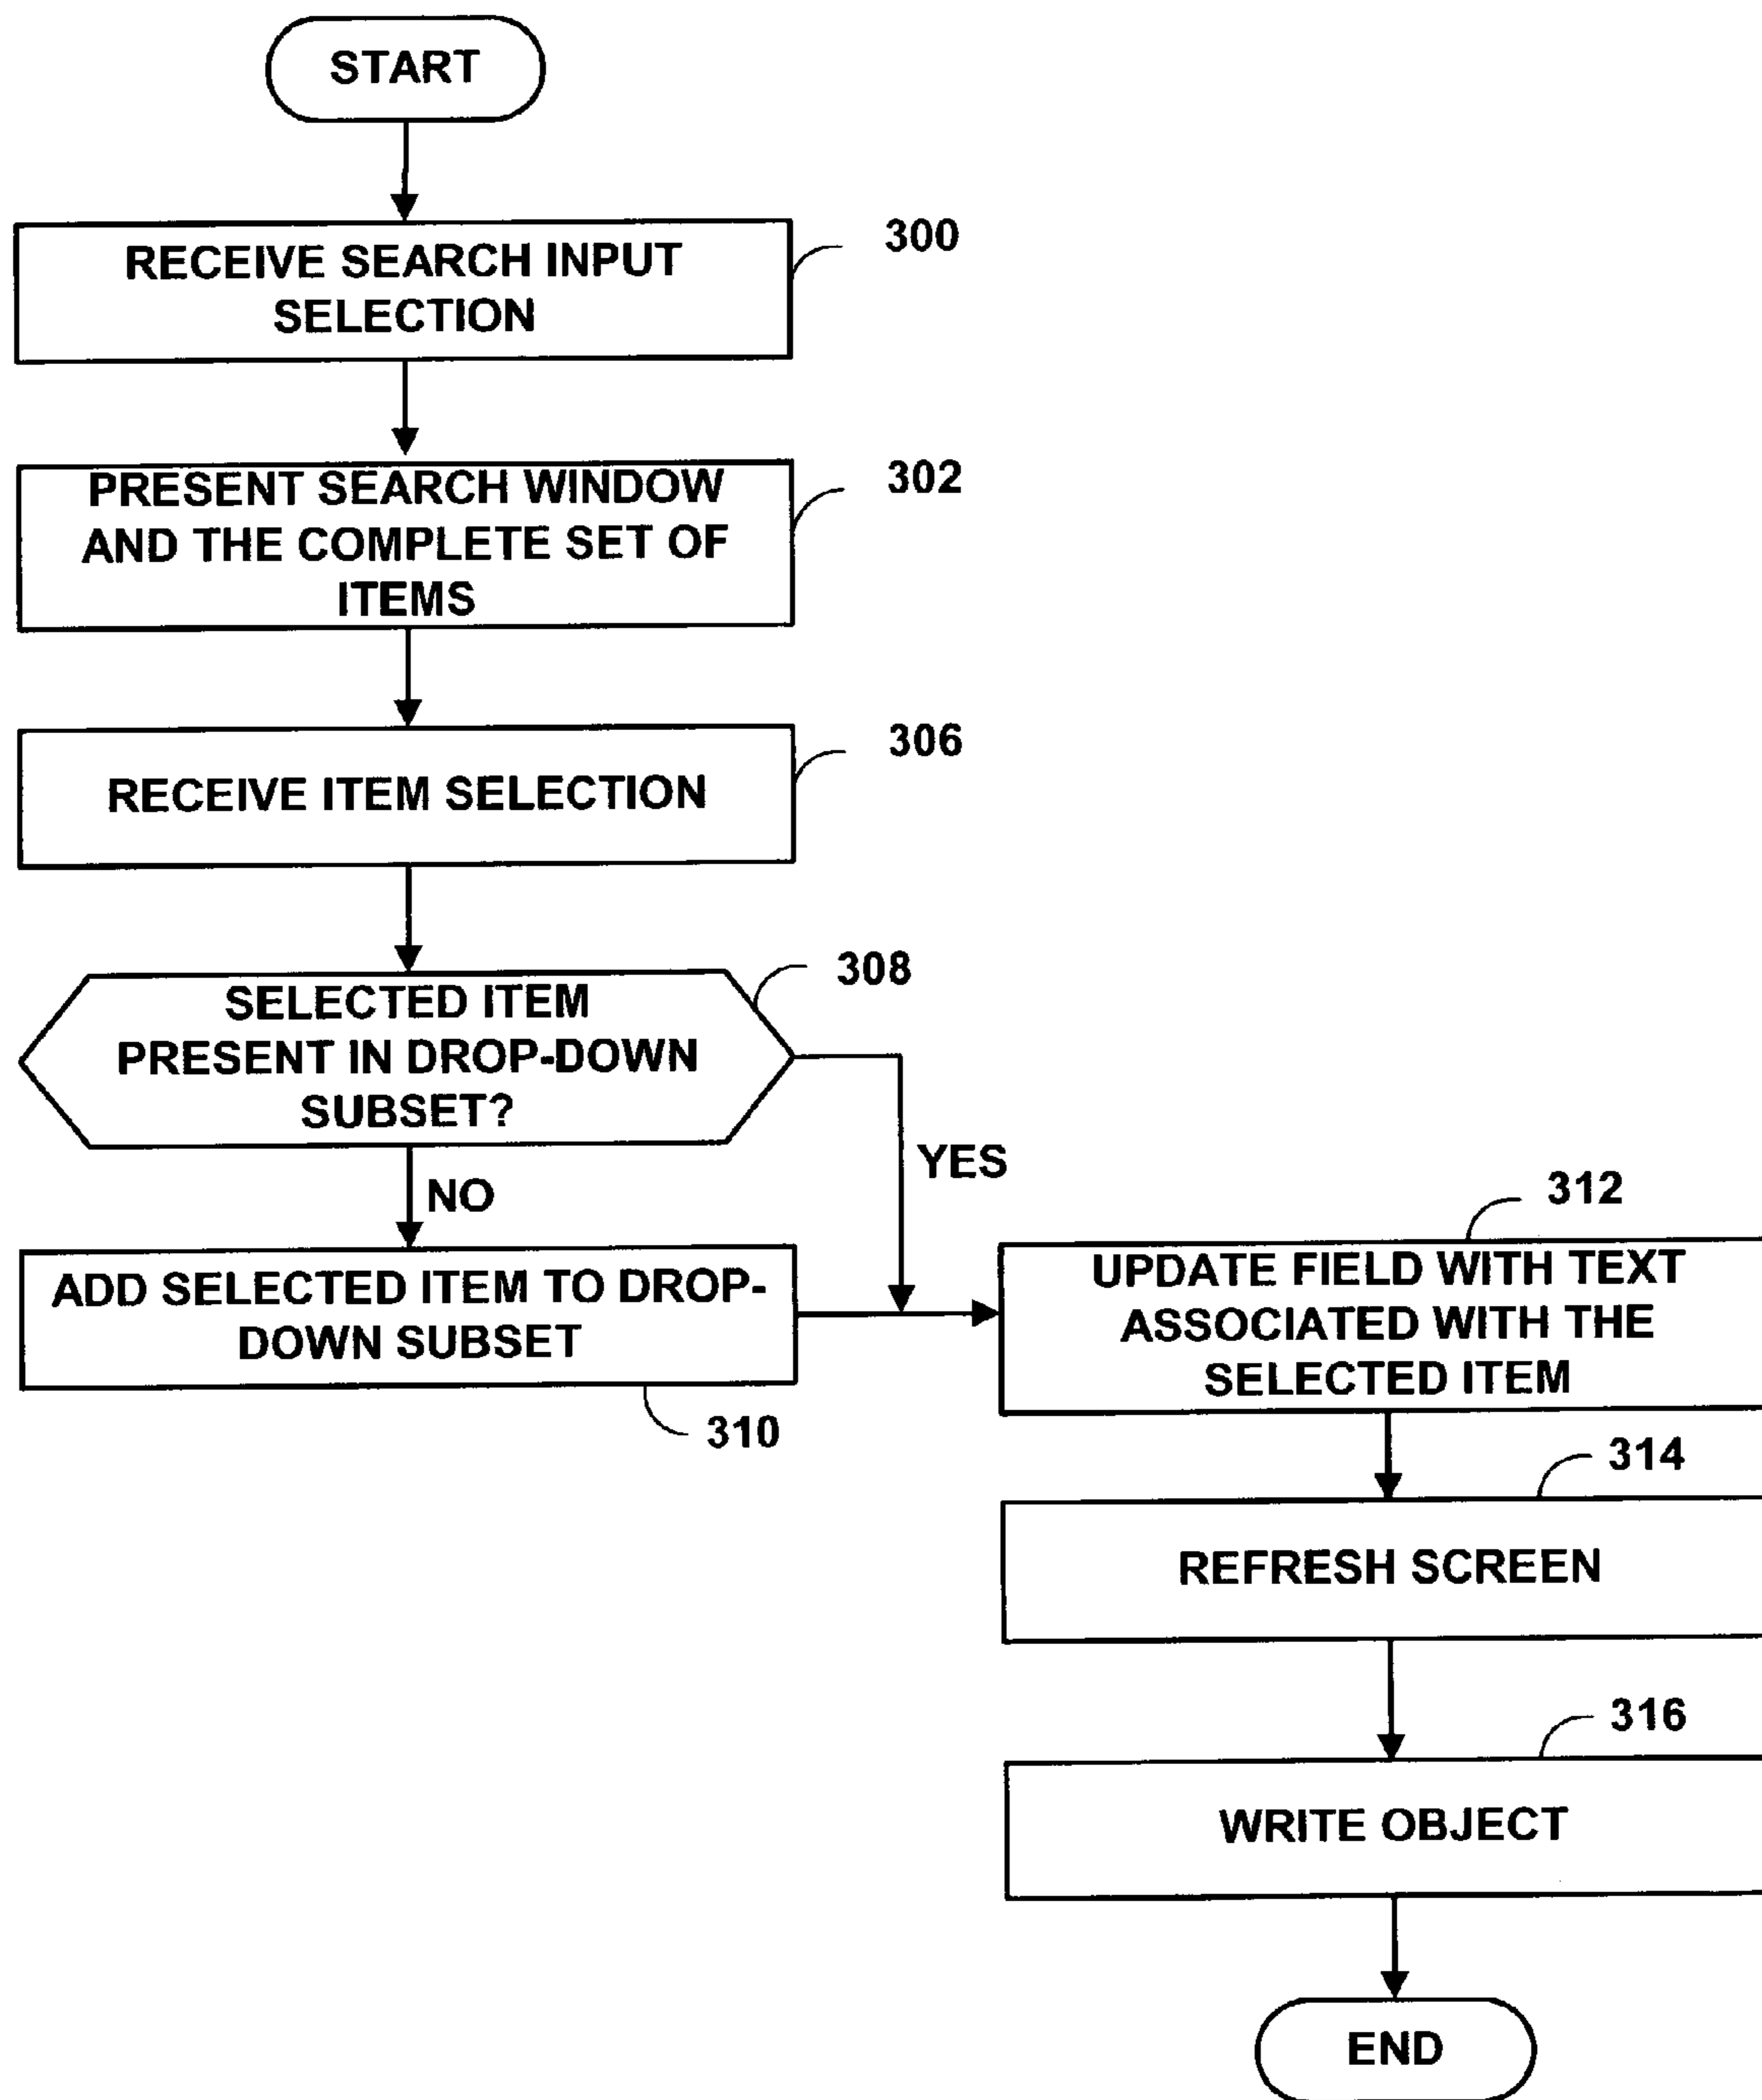 START
RECEIVE SEARCH INPUT
SELECTION
300
PRESENT SEARCH WINDOW
AND THE COMPLETE SET OF
ITEMS
302
RECEIVE ITEM SELECTION
306
SELECTED ITEM
PRESENT IN DROP-DOWN
SUBSET?
308
YES
NO
ADD SELECTED ITEM TO DROP-
DOWN SUBSET
310
312
UPDATE FIELD WITH TEXT
ASSOCIATED WITH THE
SELECTED ITEM
314
REFRESH SCREEN
316
WRITE OBJECT
END